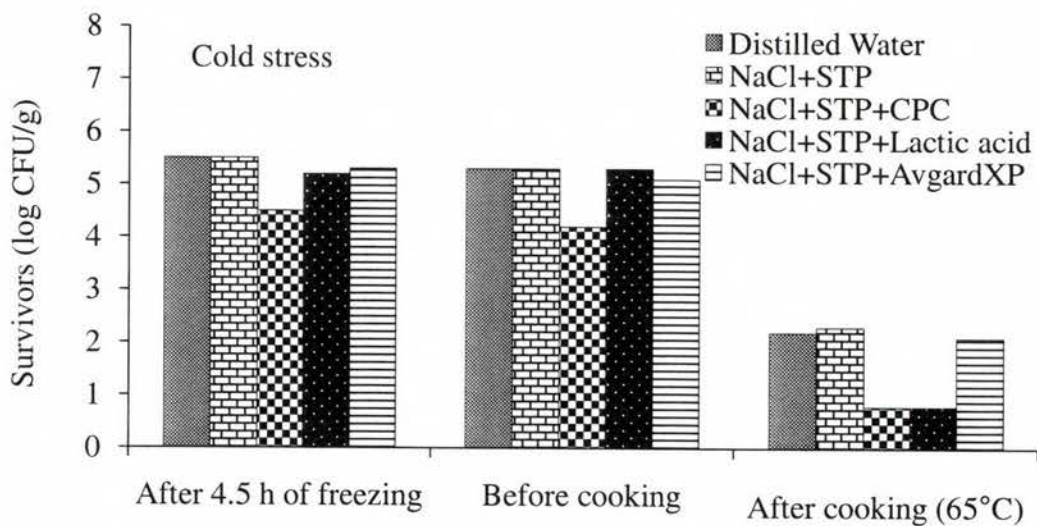 Survivors (log CFU/g)
8
7
6
5
4
3
2
1
0
Cold stress
Distilled Water
NaCl+STP
NaCl+STP+CPC
NaCl+STP+Lactic acid
NaCl+STP+AvgardXP
After 4.5 h of freezing
Before cooking
After cooking (65°C)